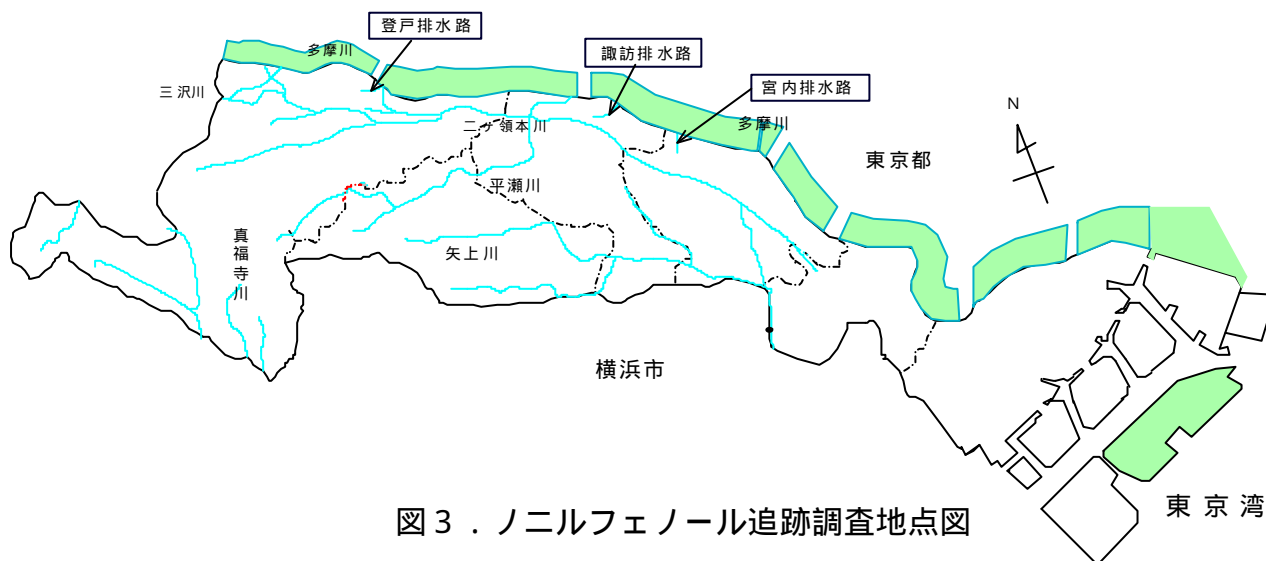 登戸排水路
多摩川
諏訪排水路
三沢川
宮内排水路
N
二ヶ領本川
多摩川
東京都
平瀬川
真福寺川
矢上川
横浜市
東京湾
図３．ノニルフェノール追跡調査地点図